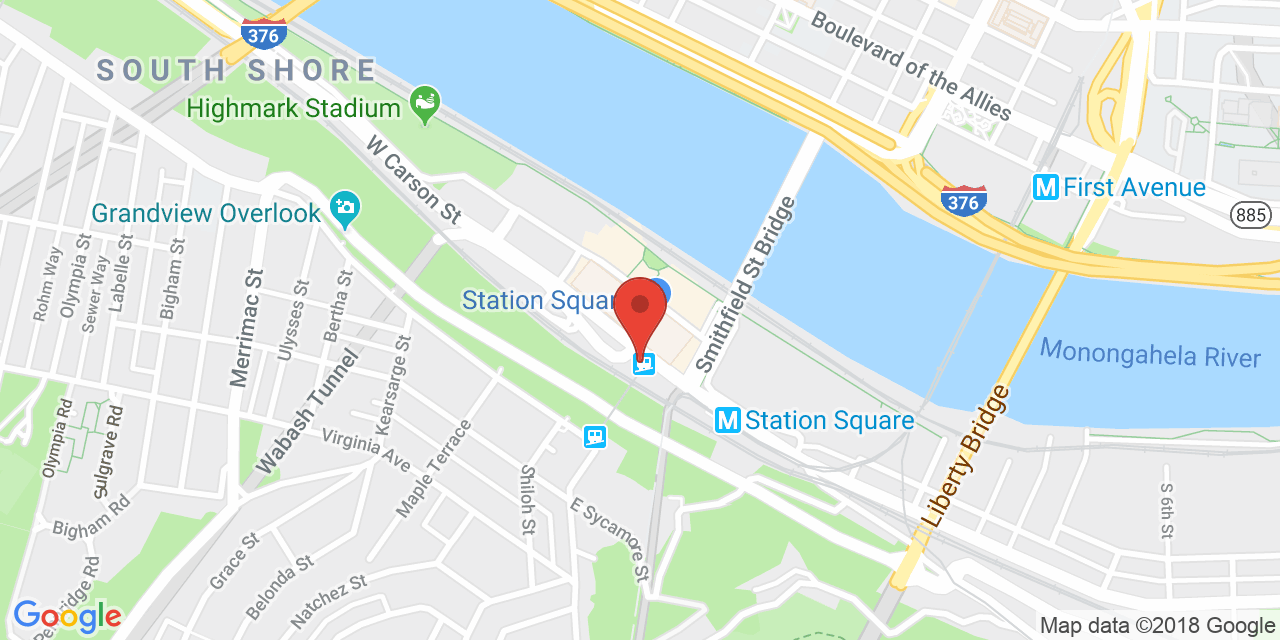 376
Boulevard of the Allies
SOUTH SHORE
Highmark Stadium
W Carson St
M First Avenue
376
885
Grandview Overlook
Rohm Way
Olympia St
Sewer Way
Labelle St
Bigham St
Merrimac St
Ulysses St
Bertha St
Station Squar
Smithfield St Bridge
Monongahela River
Kearsarge St
Wabash Tunnel
Olympia Rd
Sulgrave Rd
Virginia Ave
Maple Terrace
M Station Square
Liberty Bridge
Shiloh St
S 6th St
Bigham Rd
E Sycamore St
Grace St
Belonda St
Natchez St
ridge Rd
Google
Map data ©2018 Google